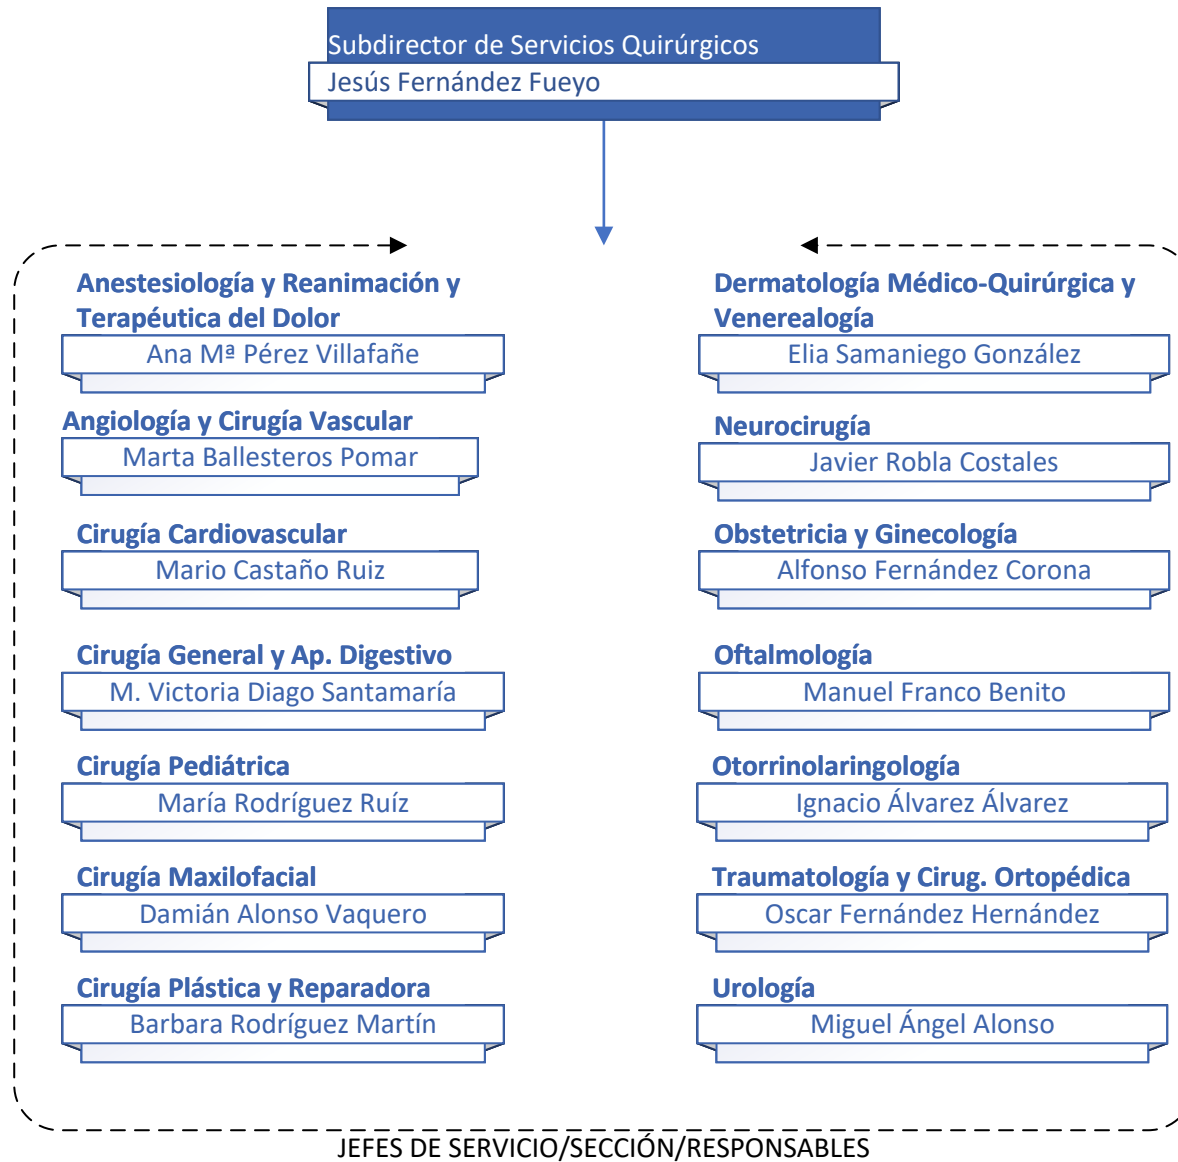 Subdirector de Servicios Quirúrgicos
Jesús Fernández Fueyo
Anestesiología y Reanimación y
Terapéutica del Dolor
Ana Mª Pérez Villafañe
Angiología y Cirugía Vascular
Marta Ballesteros Pomar
Cirugía Cardiovascular
Mario Castaño Ruiz
Cirugía General y Ap. Digestivo
M. Victoria Diago Santamaría
Cirugía Pediátrica
María Rodríguez Ruíz
Cirugía Maxilofacial
Damián Alonso Vaquero
Cirugía Plástica y Reparadora
Barbara Rodríguez Martín
Dermatología Médico-Quirúrgica y
Venerealogía
Elia Samaniego González
Neurocirugía
Javier Robla Costales
Obstetricia y Ginecología
Alfonso Fernández Corona
Oftalmología
Manuel Franco Benito
Otorrinolaringología
Ignacio Álvarez Álvarez
Traumatología y Cirug. Ortopédica
Oscar Fernández Hernández
Urología
Miguel Ángel Alonso
JEFES DE SERVICIO/SECCIÓN/RESPONSABLES